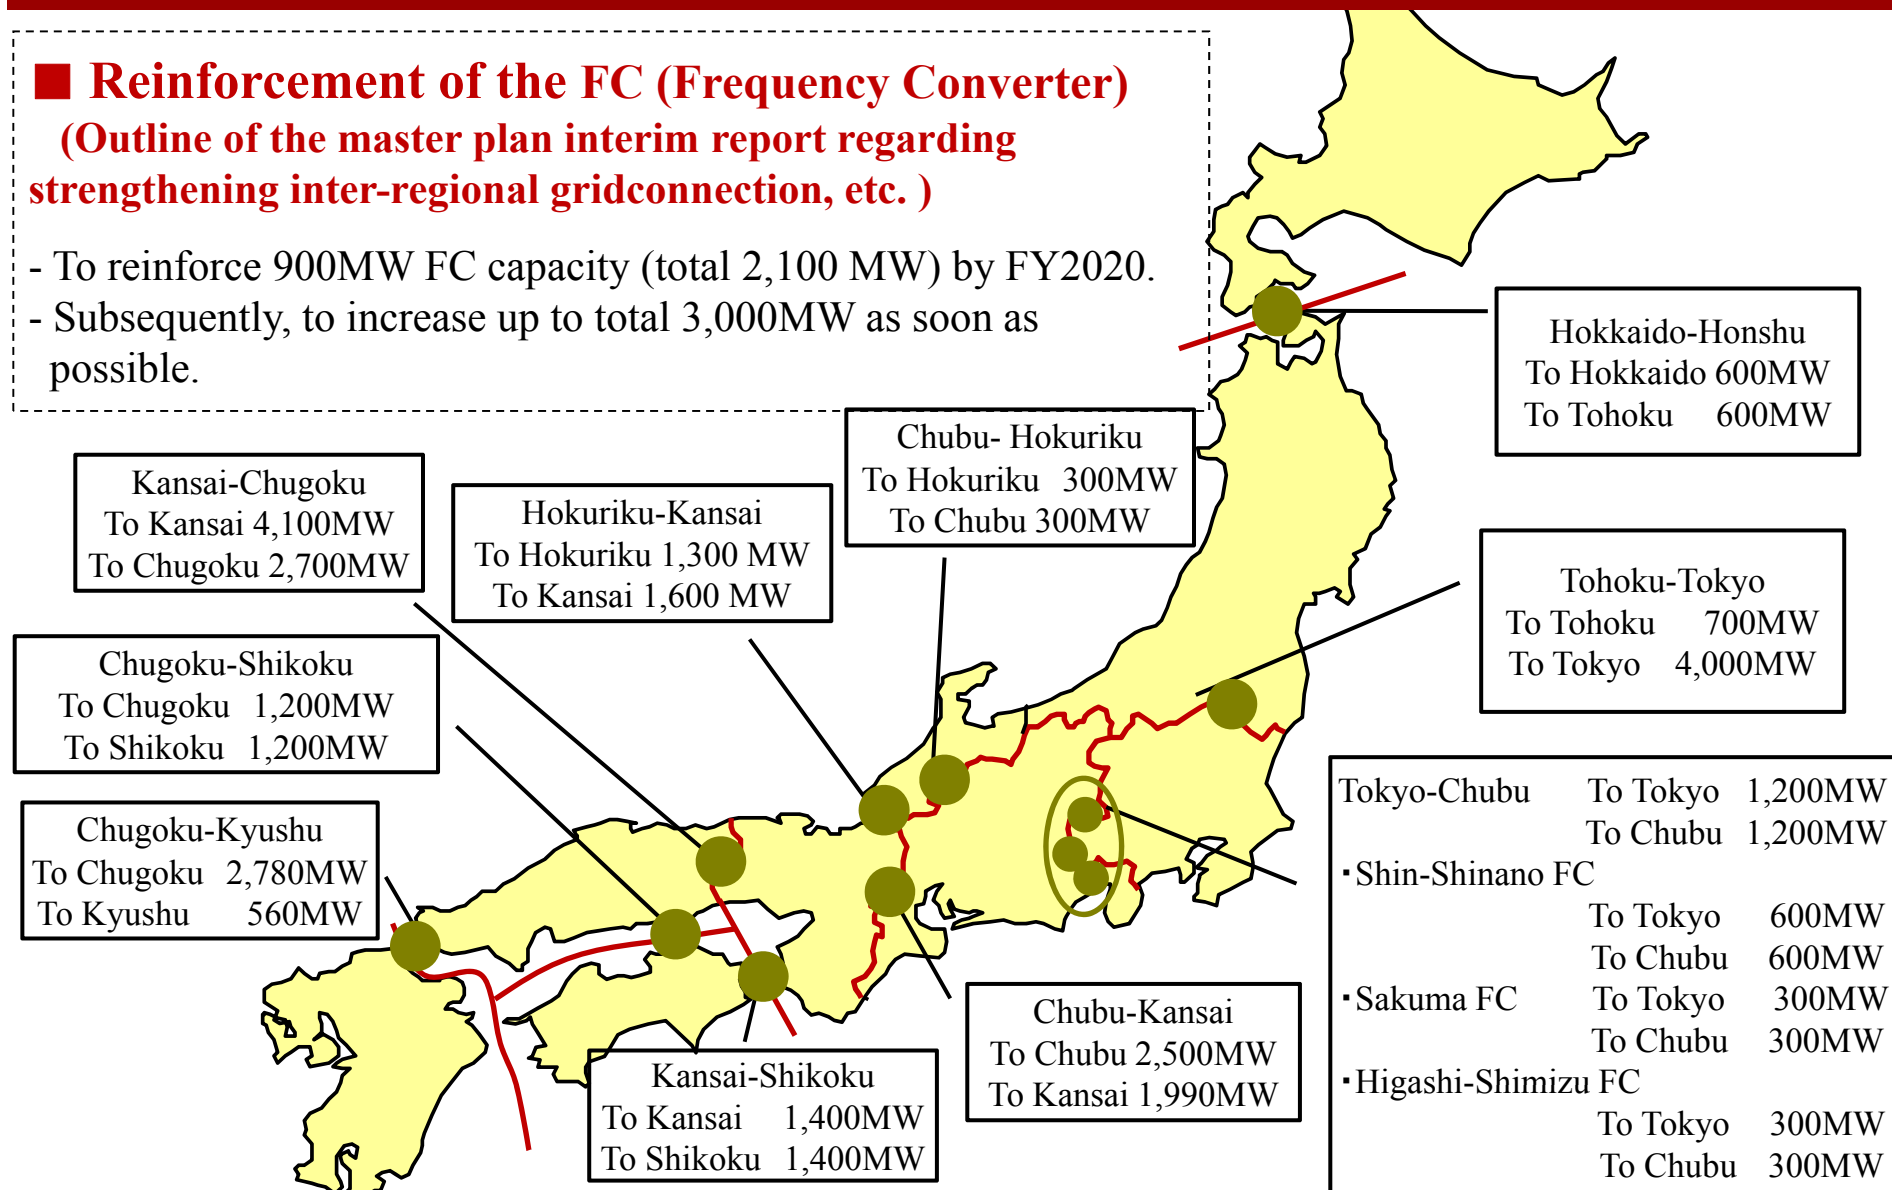 ■ Reinforcement of the FC (Frequency Converter)
(Outline of the master plan interim report regarding
strengthening inter-regional gridconnection, etc. )
- To reinforce 900MW FC capacity (total 2,100 MW) by FY2020.
- Subsequently, to increase up to total 3,000MW as soon as
possible.
Hokkaido-Honshu
To Hokkaido 600MW
To Tohoku 600MW
Chubu- Hokuriku
To Hokuriku 300MW
To Chubu 300MW
Kansai-Chugoku
To Kansai 4,100MW
To Chugoku 2,700MW
Hokuriku-Kansai
To Hokuriku 1,300 MW
To Kansai 1,600 MW
Tohoku-Tokyo
To Tohoku 700MW
To Tokyo 4,000MW
Chugoku-Shikoku
To Chugoku 1,200MW
To Shikoku 1,200MW
Chugoku-Kyushu
To Chugoku 2,780MW
To Kyushu 560MW
Tokyo-Chubu To Tokyo 1,200MW
To Chubu 1,200MW
・Shin-Shinano FC
To Tokyo 600MW
To Chubu 600MW
・Sakuma FC To Tokyo 300MW
To Chubu 300MW
・Higashi-Shimizu FC
To Tokyo 300MW
To Chubu 300MW
Chubu-Kansai
To Chubu 2,500MW
To Kansai 1,990MW
Kansai-Shikoku
To Kansai 1,400MW
To Shikoku 1,400MW